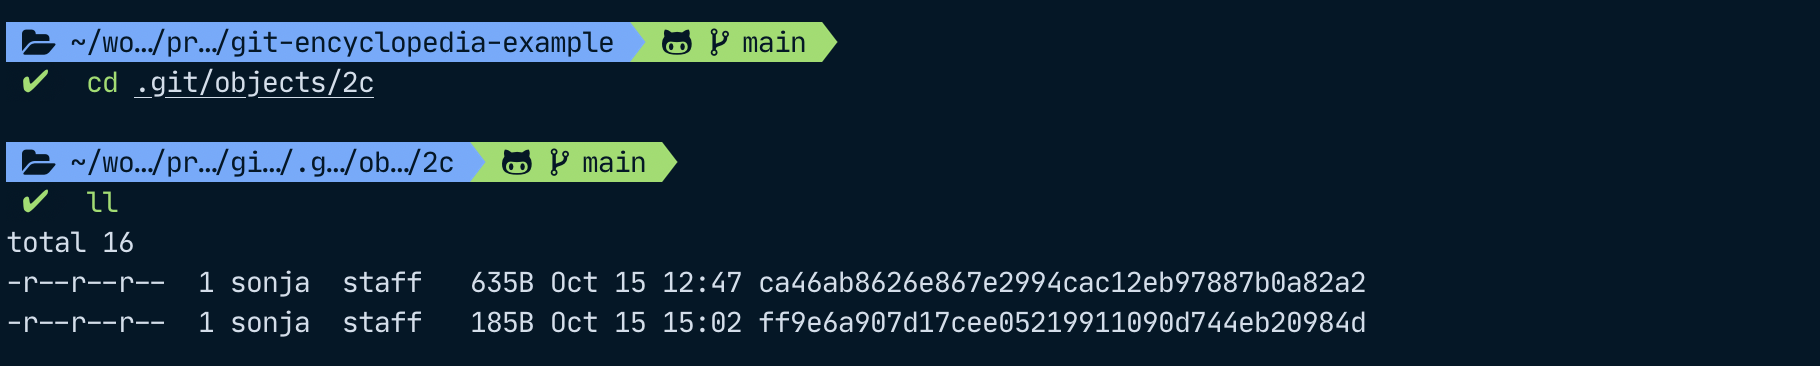 ~/wo…/pr…/git-encyclopedia-example main
✔ cd .git/objects/2c
~/wo…/pr…/gi…/.g…/ob…/2c main
✔ ll
total 16
-r--r--r--  1 sonja  staff   635B Oct 15 12:47 ca46ab8626e867e2994cac12eb97887b0a82a2
-r--r--r--  1 sonja  staff   185B Oct 15 15:02 ff9e6a907d17cee05219911090d744eb20984d